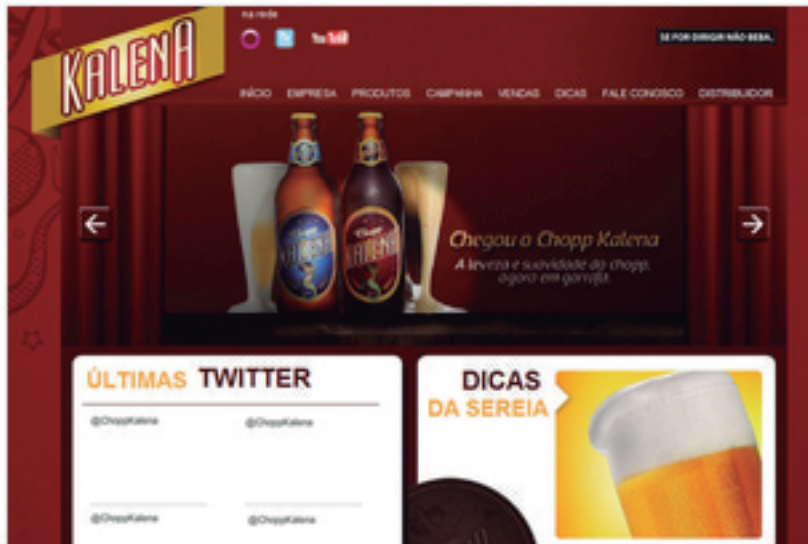 na rede
You Tube
SE FOR DIRIGIR NÃO BEBA.
KALENA
INÍCIO EMPRESA PRODUTOS CAMPANHA VENDAS DICAS FALE CONOSCO DISTRIBUIDOR
Chopp KALENA
Chopp KALENA
Chegou o Chopp Kalena
A leveza e suavidade do chopp,
agora em garrafa.
ÚLTIMAS TWITTER
@ChoppKalena @ChoppKalena
@ChoppKalena @ChoppKalena
DICAS
DA SEREIA